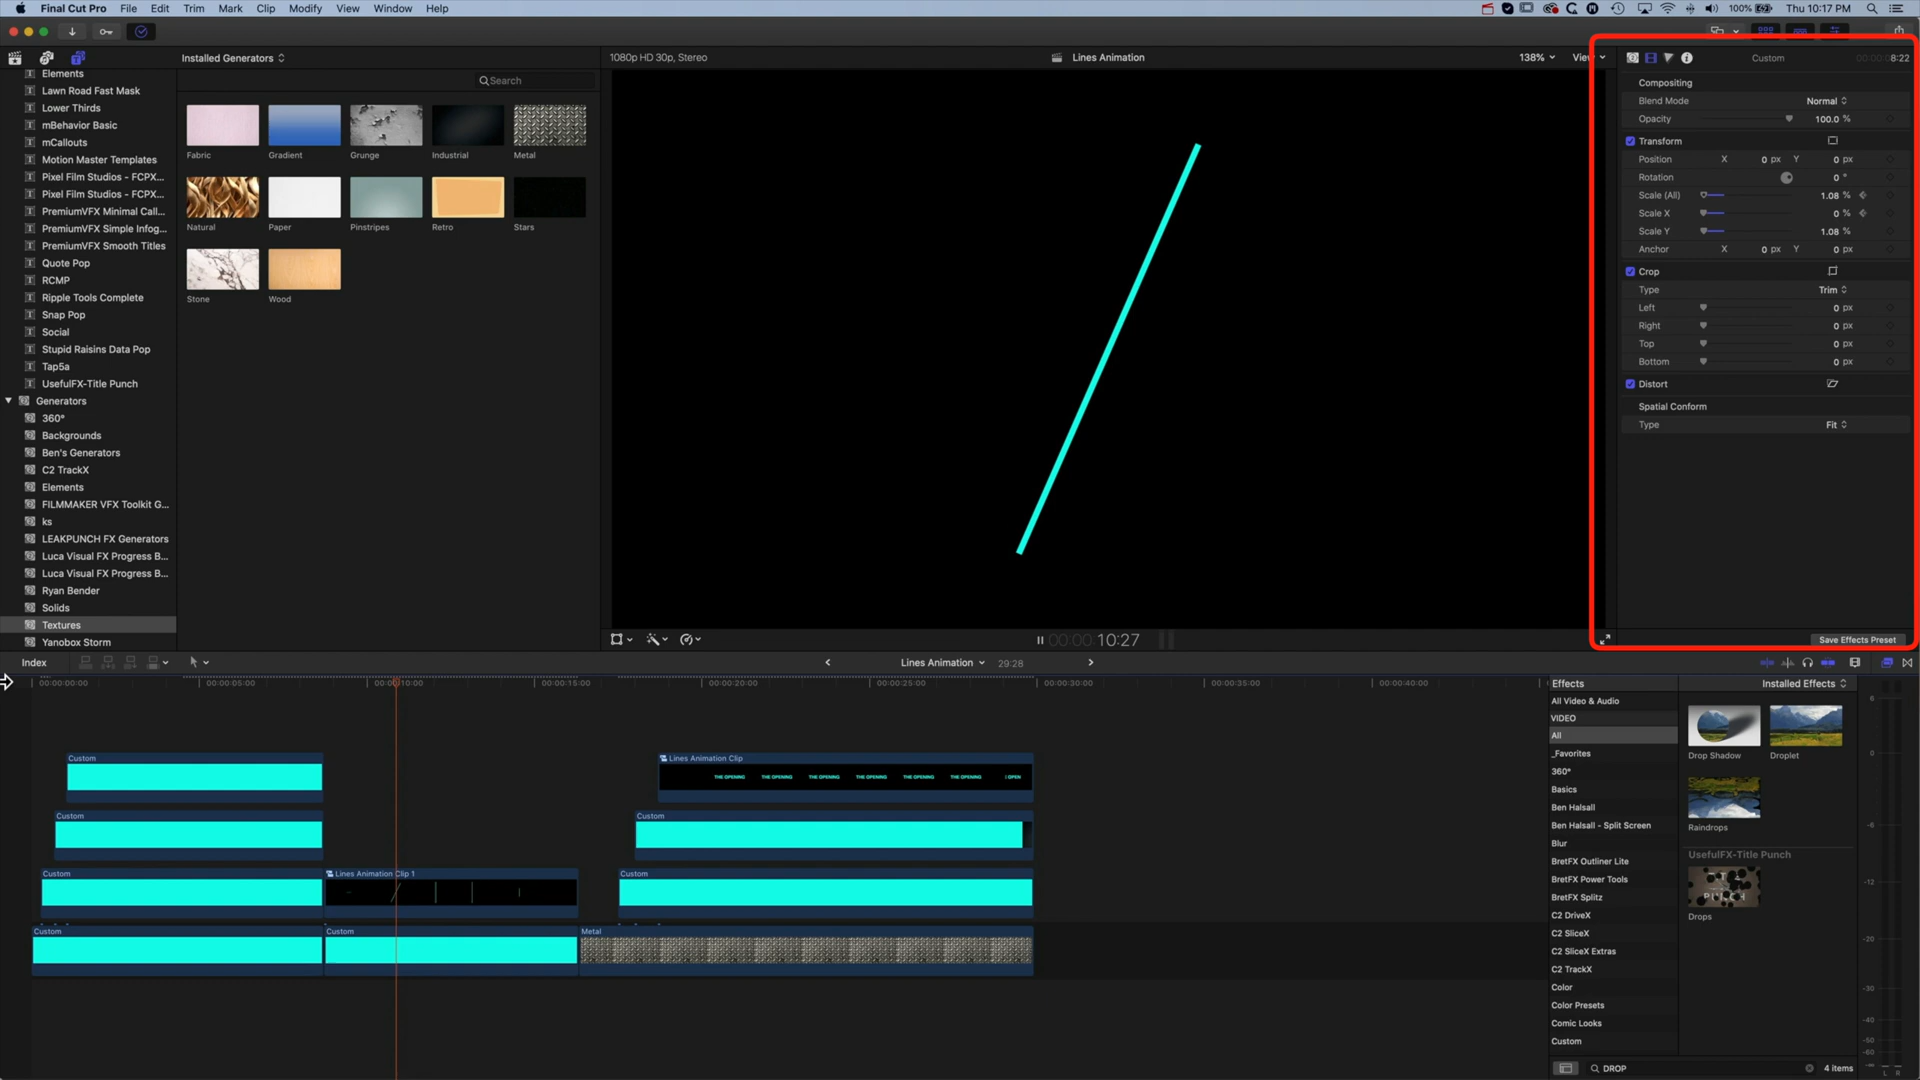 Final Cut Pro File Edit Trim Mark Clip Modify View Window Help
100% Thu 10:17 PM
Installed Generators
Search
1080p HD 30p, Stereo
Lines Animation
138%
View
Elements
Lawn Road Fast Mask
Lower Thirds
mBehavior Basic
mCallouts
Motion Master Templates
Pixel Film Studios - FCPX...
Pixel Film Studios - FCPX...
PremiumVFX Minimal Call...
PremiumVFX Simple Infog...
PremiumVFX Smooth Titles
Quote Pop
RCMP
Ripple Tools Complete
Snap Pop
Social
Stupid Raisins Data Pop
Tap5a
UsefulFX-Title Punch
Generators
360°
Backgrounds
Ben's Generators
C2 TrackX
Elements
FILMMAKER VFX Toolkit G...
ks
LEAKPUNCH FX Generators
Luca Visual FX Progress B...
Luca Visual FX Progress B...
Ryan Bender
Solids
Textures
Yanobox Storm
Fabric
Gradient
Grunge
Industrial
Metal
Natural
Paper
Pinstripes
Retro
Stars
Stone
Wood
Custom
8:22
Compositing
Blend Mode Normal
Opacity 100.0 %
Transform
Position X 0 px Y 0 px
Rotation 0 °
Scale (All) 1.08 %
Scale X 0 %
Scale Y 1.08 %
Anchor X 0 px Y 0 px
Crop
Type Trim
Left 0 px
Right 0 px
Top 0 px
Bottom 0 px
Distort
Spatial Conform
Type Fit
Save Effects Preset
00:00:10:27
Index
Lines Animation 29:28
00:00:00:00
00:00:05:00
00:00:10:00
00:00:15:00
00:00:20:00
00:00:25:00
00:00:30:00
00:00:35:00
00:00:40:00
Custom
Lines Animation Clip
THE OPENING THE OPENING THE OPENING THE OPENING THE OPENING THE OPENING
Custom
Custom
Custom
Lines Animation Clip 1
Custom
Custom
Custom
Metal
Effects
Installed Effects
All Video & Audio
VIDEO
All
_Favorites
360°
Basics
Ben Halsall
Ben Halsall - Split Screen
Blur
BretFX Outliner Lite
BretFX Power Tools
BretFX Splitz
C2 DriveX
C2 SliceX
C2 SliceX Extras
C2 TrackX
Color
Color Presets
Comic Looks
Custom
Drop Shadow
Droplet
Raindrops
UsefulFX-Title Punch
Drops
DROP
4 items
6
0
-6
-12
-20
-30
-40
-50
L R